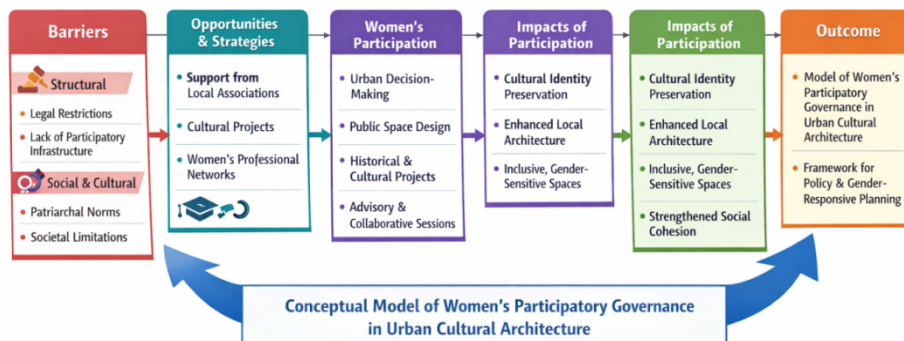 Barriers
Structural
Legal Restrictions
Lack of Participatory
Infrastructure
Social & Cultural
Patriarchal Norms
Societal Limitations
Opportunities
& Strategies
Support from
Local Associations
Cultural Projects
Women's Professional
Networks
Women's
Participation
Urban Decision-
Making
Public Space Design
Historical &
Cultural Projects
Advisory &
Collaborative Sessions
Impacts of
Participation
Cultural Identity
Preservation
Enhanced Local
Architecture
Inclusive, Gender-
Sensitive Spaces
Impacts of
Participation
Cultural Identity
Preservation
Enhanced Local
Architecture
Inclusive, Gender-
Sensitive Spaces
Strengthened Social
Cohesion
Outcome
Model of Women's
Participatory
Governance in
Urban Cultural
Architecture
Framework for
Policy & Gender-
Responsive Planning
Conceptual Model of Women's Participatory Governance
in Urban Cultural Architecture